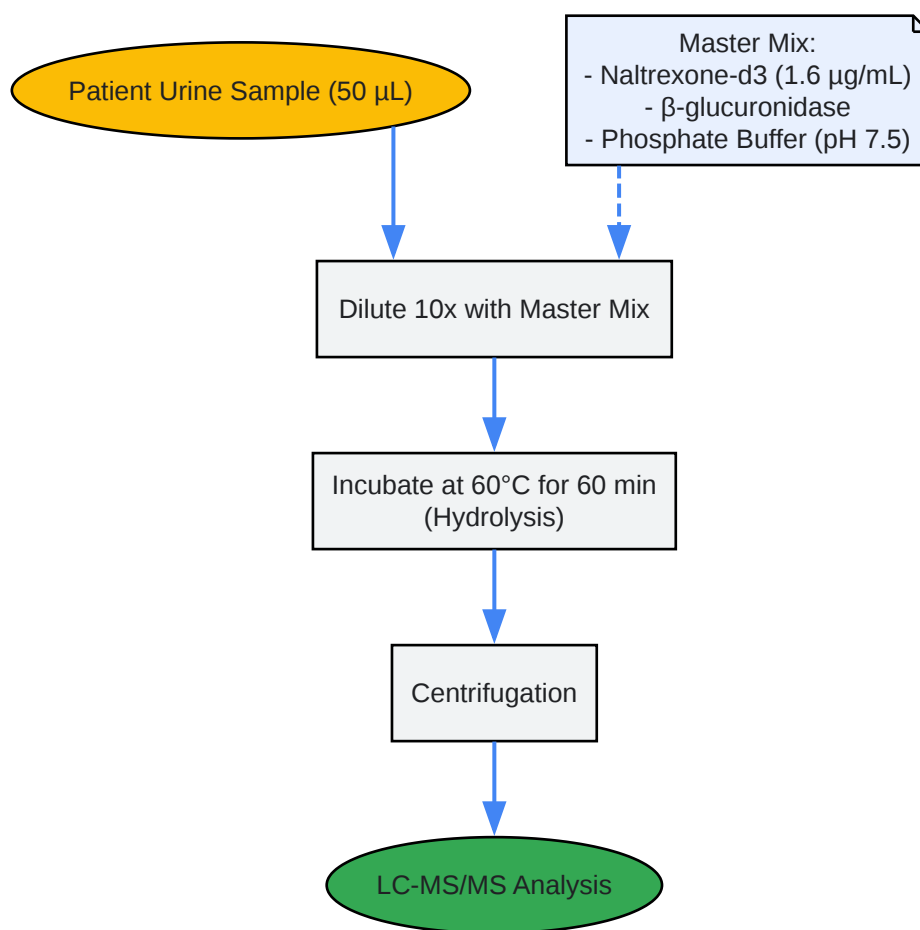 Patient Urine Sample (50 µL)
Master Mix:
- Naltrexone-d3 (1.6 µg/mL)
- β-glucuronidase
- Phosphate Buffer (pH 7.5)
Dilute 10x with Master Mix
Incubate at 60°C for 60 min
(Hydrolysis)
Centrifugation
LC-MS/MS Analysis